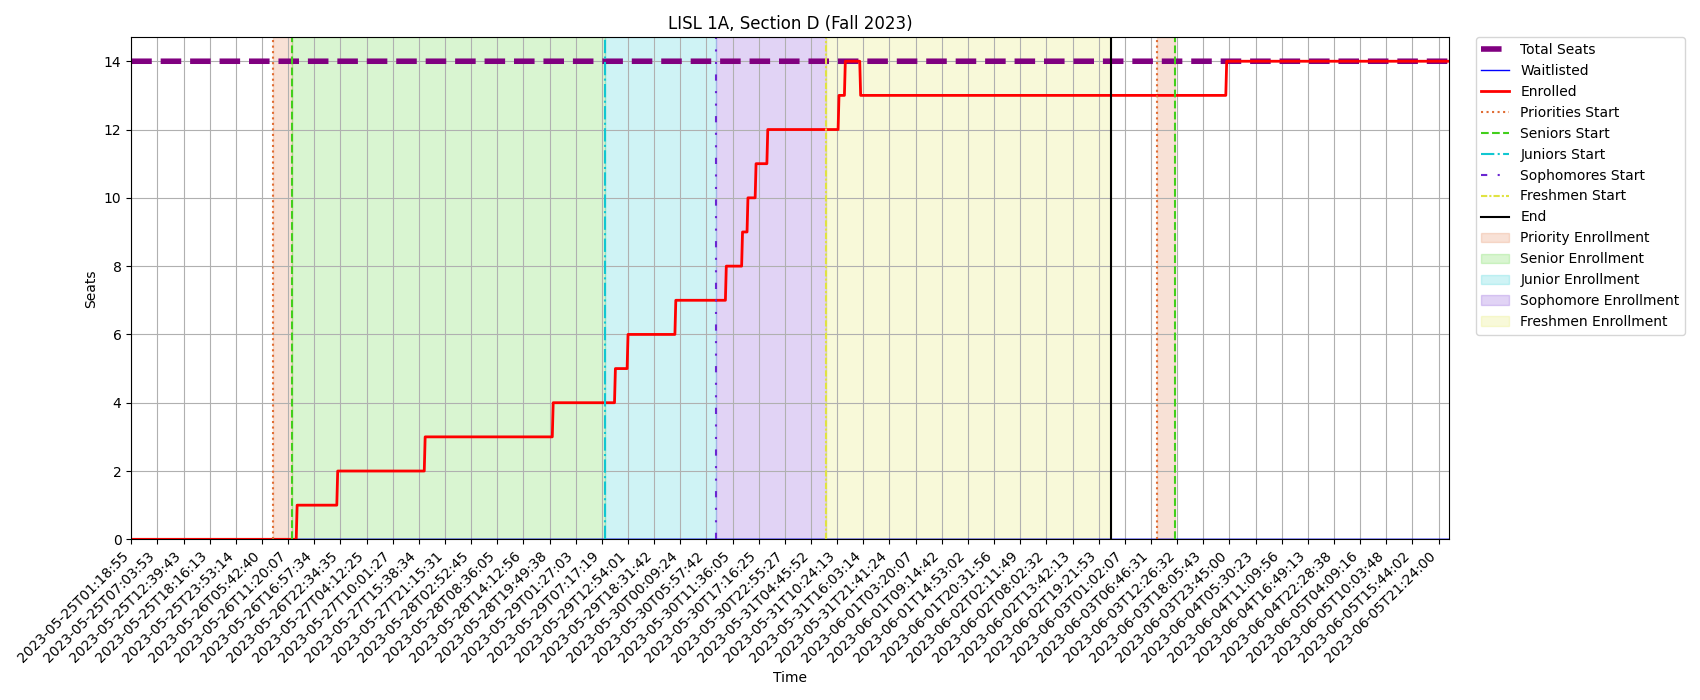 LISL 1A, Section D (Fall 2023)
Seats
14
12
10
8
6
4
2
0
2023-05-25T01:18:55
2023-05-25T07:03:53
2023-05-25T12:39:43
2023-05-25T18:16:13
2023-05-25T23:53:14
2023-05-26T05:42:40
2023-05-26T11:20:07
2023-05-26T16:57:34
2023-05-26T22:34:35
2023-05-27T04:12:25
2023-05-27T10:01:27
2023-05-27T15:38:34
2023-05-27T21:15:31
2023-05-28T02:52:45
2023-05-28T08:36:05
2023-05-28T14:12:56
2023-05-28T19:49:38
2023-05-29T01:27:03
2023-05-29T07:17:19
2023-05-29T12:54:01
2023-05-29T18:31:42
2023-05-30T00:09:24
2023-05-30T05:57:42
2023-05-30T11:36:05
2023-05-30T17:16:25
2023-05-30T22:55:27
2023-05-31T04:45:52
2023-05-31T10:24:13
2023-05-31T16:03:14
2023-05-31T21:41:24
2023-06-01T03:20:07
2023-06-01T09:14:42
2023-06-01T14:53:02
2023-06-01T20:31:56
2023-06-02T02:11:49
2023-06-02T08:02:32
2023-06-02T13:42:13
2023-06-02T19:21:53
2023-06-03T01:02:07
2023-06-03T06:46:31
2023-06-03T12:26:32
2023-06-03T18:05:43
2023-06-03T23:45:00
2023-06-04T05:30:23
2023-06-04T11:09:56
2023-06-04T16:49:13
2023-06-04T22:28:38
2023-06-05T04:09:16
2023-06-05T10:03:48
2023-06-05T15:44:02
2023-06-05T21:24:00
Time
Total Seats
Waitlisted
Enrolled
Priorities Start
Seniors Start
Juniors Start
Sophomores Start
Freshmen Start
End
Priority Enrollment
Senior Enrollment
Junior Enrollment
Sophomore Enrollment
Freshmen Enrollment